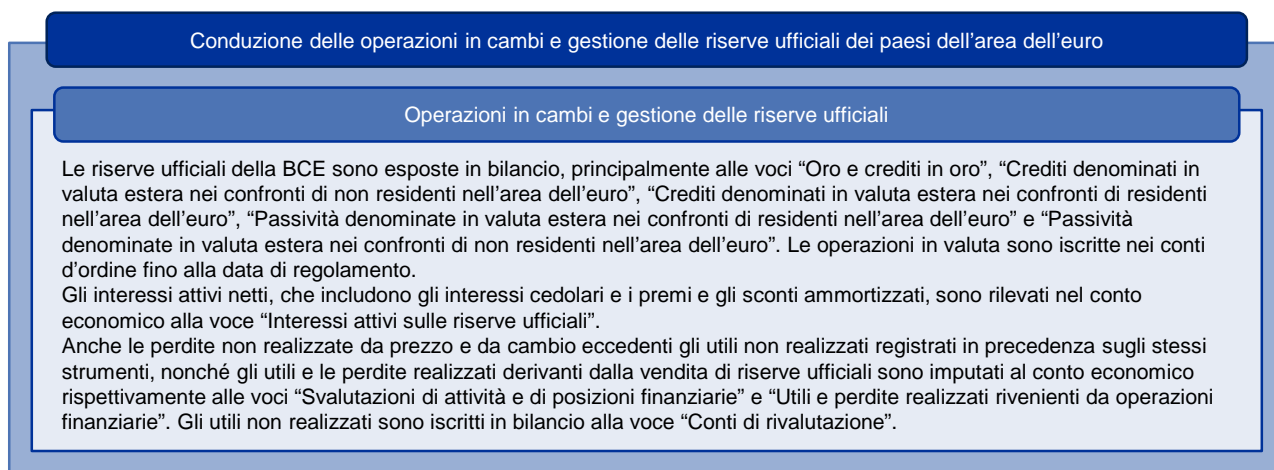 Conduzione delle operazioni in cambi e gestione delle riserve ufficiali dei paesi dell'area dell'euro
Operazioni in cambi e gestione delle riserve ufficiali
Le riserve ufficiali della BCE sono esposte in bilancio, principalmente alle voci “Oro e crediti in oro”, “Crediti denominati in
valuta estera nei confronti di non residenti nell’area dell’euro”, “Crediti denominati in valuta estera nei confronti di residenti
nell’area dell’euro”, “Passività denominate in valuta estera nei confronti di residenti nell’area dell’euro” e “Passività
denominate in valuta estera nei confronti di non residenti nell’area dell’euro”. Le operazioni in valuta sono iscritte nei conti
d’ordine fino alla data di regolamento.
Gli interessi attivi netti, che includono gli interessi cedolari e i premi e gli sconti ammortizzati, sono rilevati nel conto
economico alla voce “Interessi attivi sulle riserve ufficiali”.
Anche le perdite non realizzate da prezzo e da cambio eccedenti gli utili non realizzati registrati in precedenza sugli stessi
strumenti, nonché gli utili e le perdite realizzati derivanti dalla vendita di riserve ufficiali sono imputati al conto economico
rispettivamente alle voci “Svalutazioni di attività e di posizioni finanziarie” e “Utili e perdite realizzati rivenienti da operazioni
finanziarie”. Gli utili non realizzati sono iscritti in bilancio alla voce “Conti di rivalutazione”.